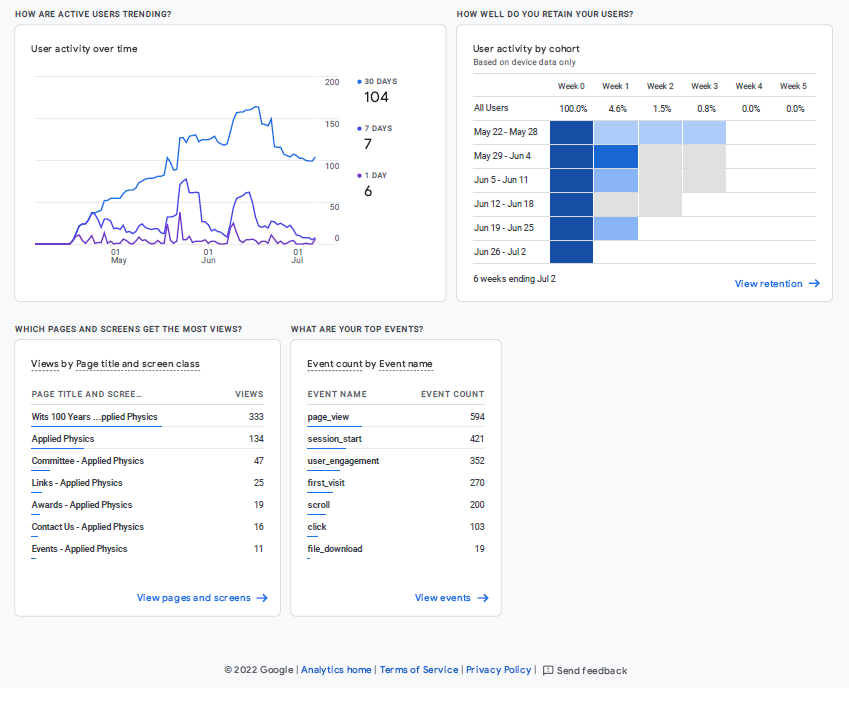 HOW ARE ACTIVE USERS TRENDING?
User activity over time
200
150
100
50
0
01 May
01 Jun
01 Jul
30 DAYS
104
7 DAYS
7
1 DAY
6
HOW WELL DO YOU RETAIN YOUR USERS?
User activity by cohort
Based on device data only
Week 0 Week 1 Week 2 Week 3 Week 4 Week 5
All Users 100.0% 4.6% 1.5% 0.8% 0.0% 0.0%
May 22 - May 28
May 29 - Jun 4
Jun 5 - Jun 11
Jun 12 - Jun 18
Jun 19 - Jun 25
Jun 26 - Jul 2
6 weeks ending Jul 2
View retention
WHICH PAGES AND SCREENS GET THE MOST VIEWS?
Views by Page title and screen class
PAGE TITLE AND SCREE… VIEWS
Wits 100 Years ...pplied Physics 333
Applied Physics 134
Committee - Applied Physics 47
Links - Applied Physics 25
Awards - Applied Physics 19
Contact Us - Applied Physics 16
Events - Applied Physics 11
View pages and screens
WHAT ARE YOUR TOP EVENTS?
Event count by Event name
EVENT NAME EVENT COUNT
page_view 594
session_start 421
user_engagement 352
first_visit 270
scroll 200
click 103
file_download 19
View events
© 2022 Google | Analytics home | Terms of Service | Privacy Policy | Send feedback